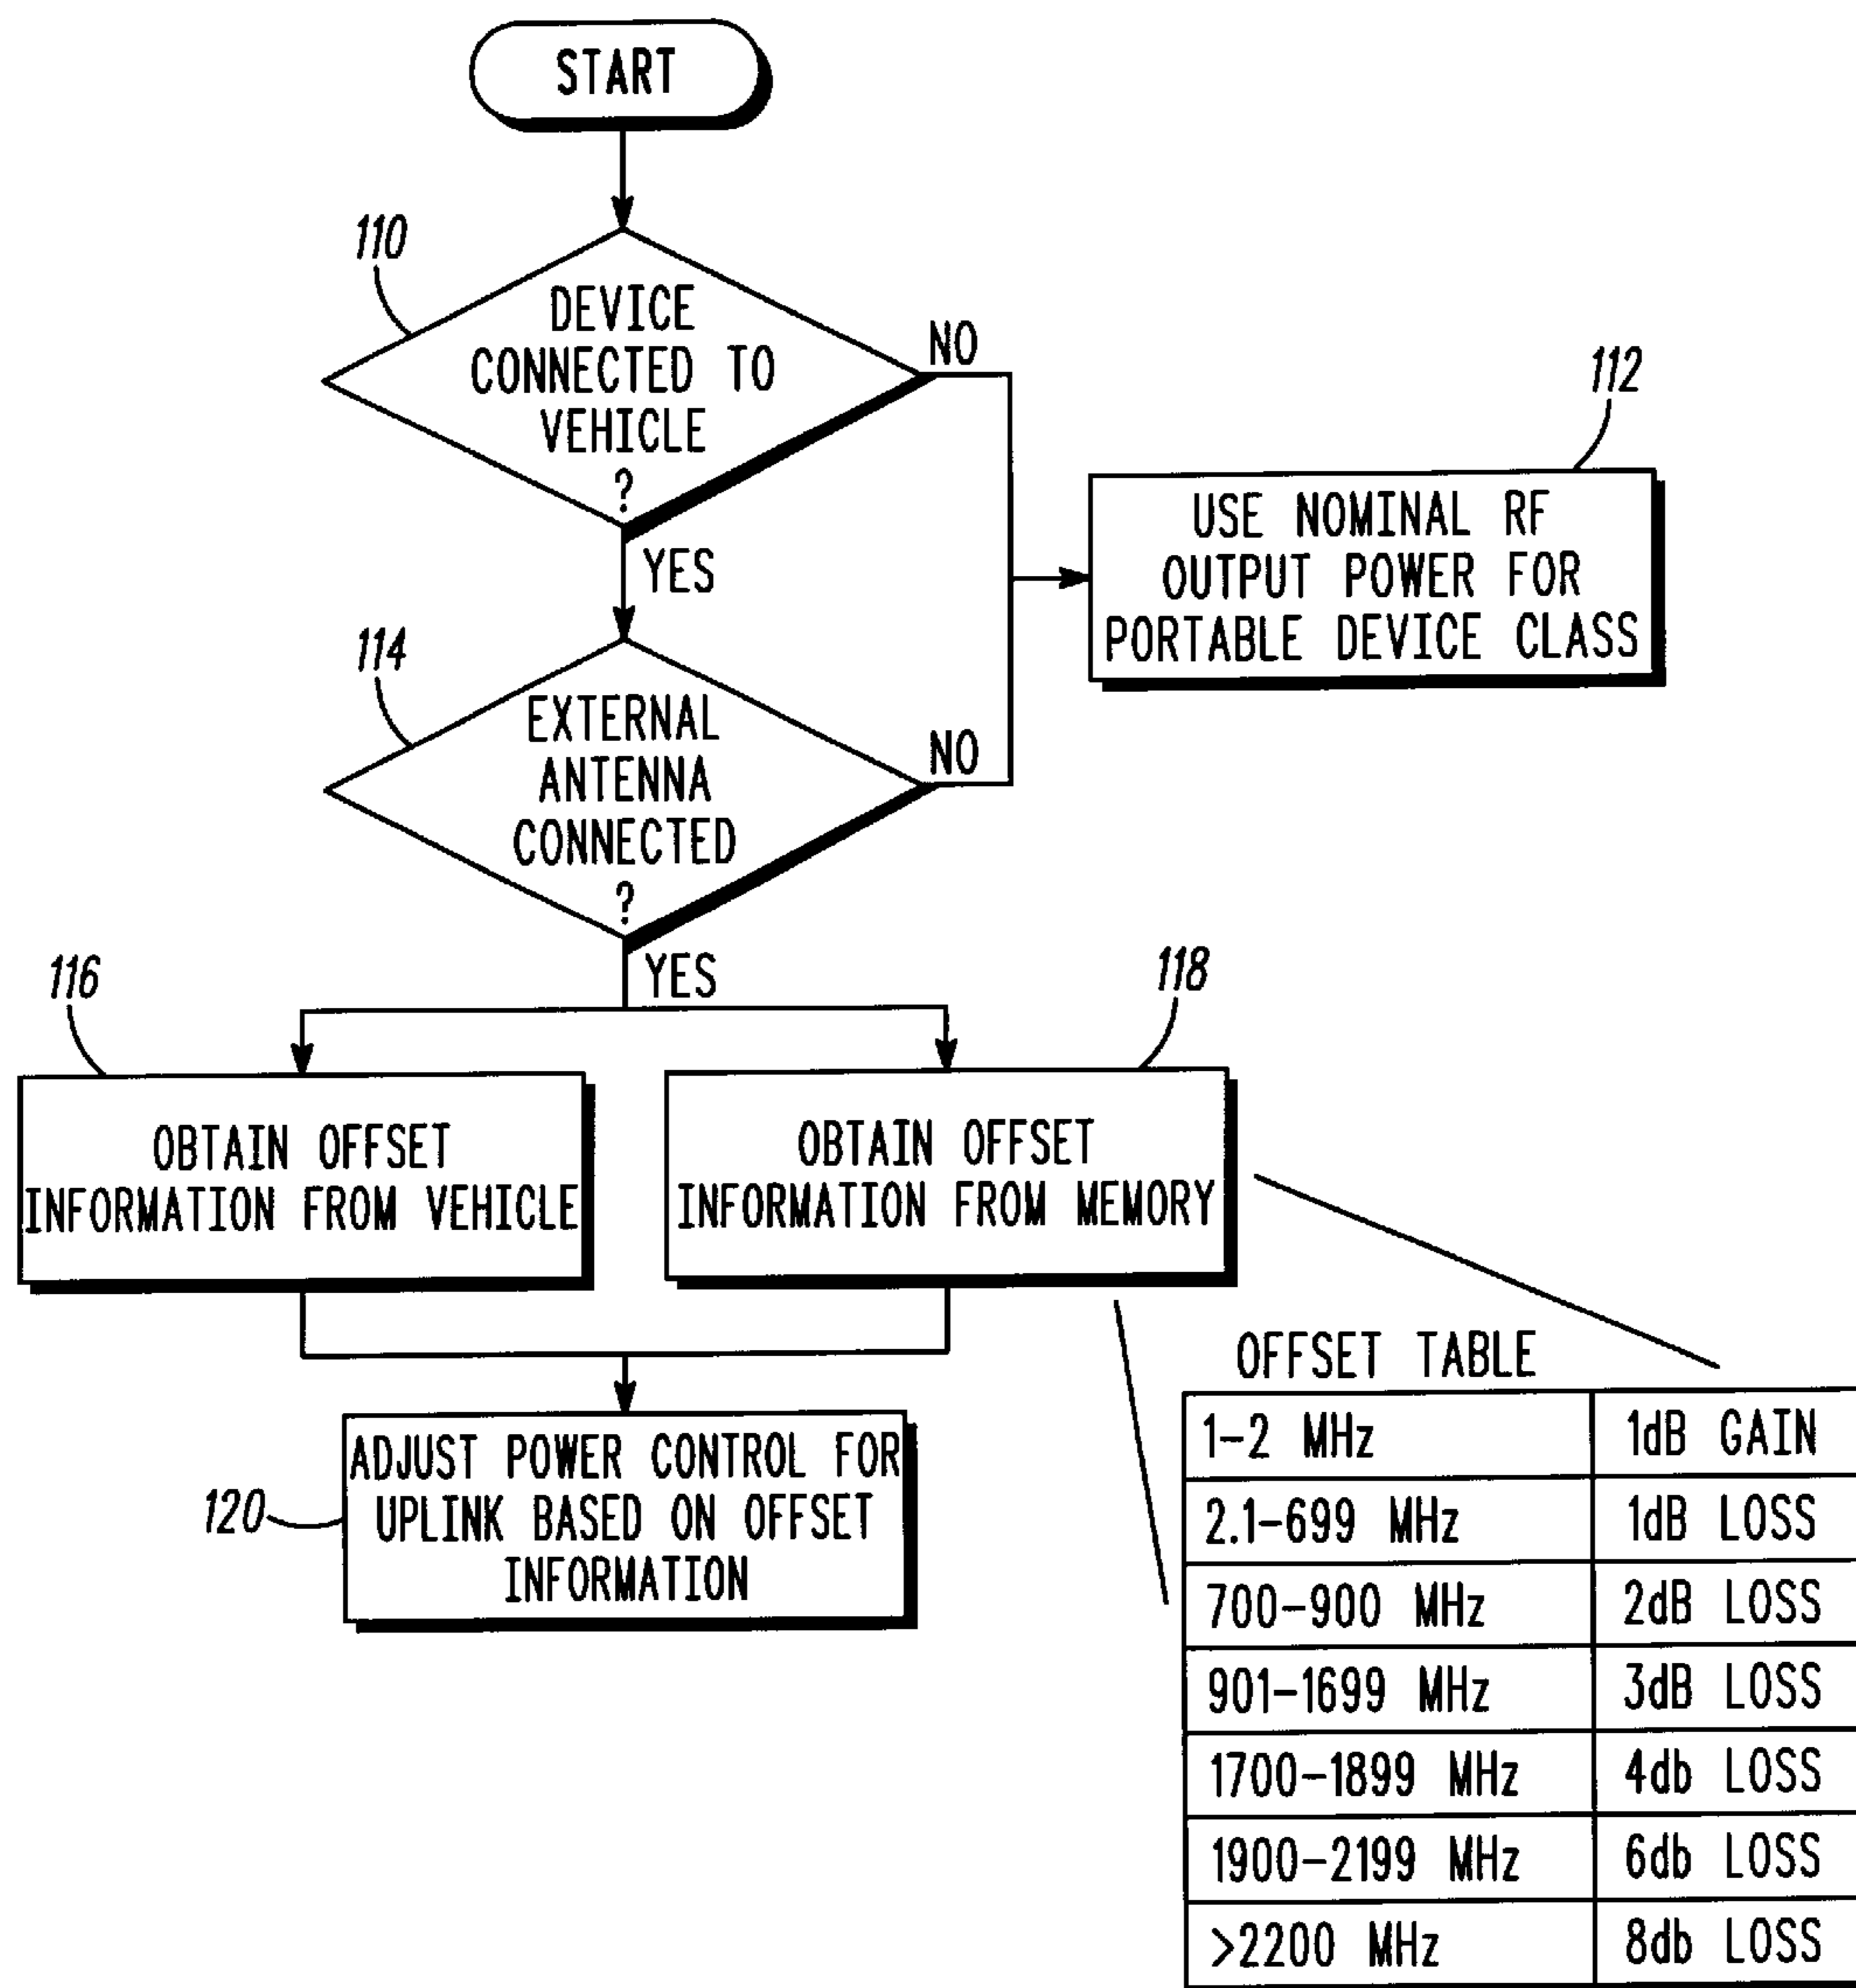 START
110
DEVICE
CONNECTED TO
VEHICLE
?
NO
YES
112
USE NOMINAL RF
OUTPUT POWER FOR
PORTABLE DEVICE CLASS
114
EXTERNAL
ANTENNA
CONNECTED
?
NO
YES
116
OBTAIN OFFSET
INFORMATION FROM VEHICLE
118
OBTAIN OFFSET
INFORMATION FROM MEMORY
120
ADJUST POWER CONTROL FOR
UPLINK BASED ON OFFSET
INFORMATION
OFFSET TABLE
1-2 MHz 1dB GAIN
2.1-699 MHz 1dB LOSS
700-900 MHz 2dB LOSS
901-1699 MHz 3dB LOSS
1700-1899 MHz 4db LOSS
1900-2199 MHz 6db LOSS
>2200 MHz 8db LOSS